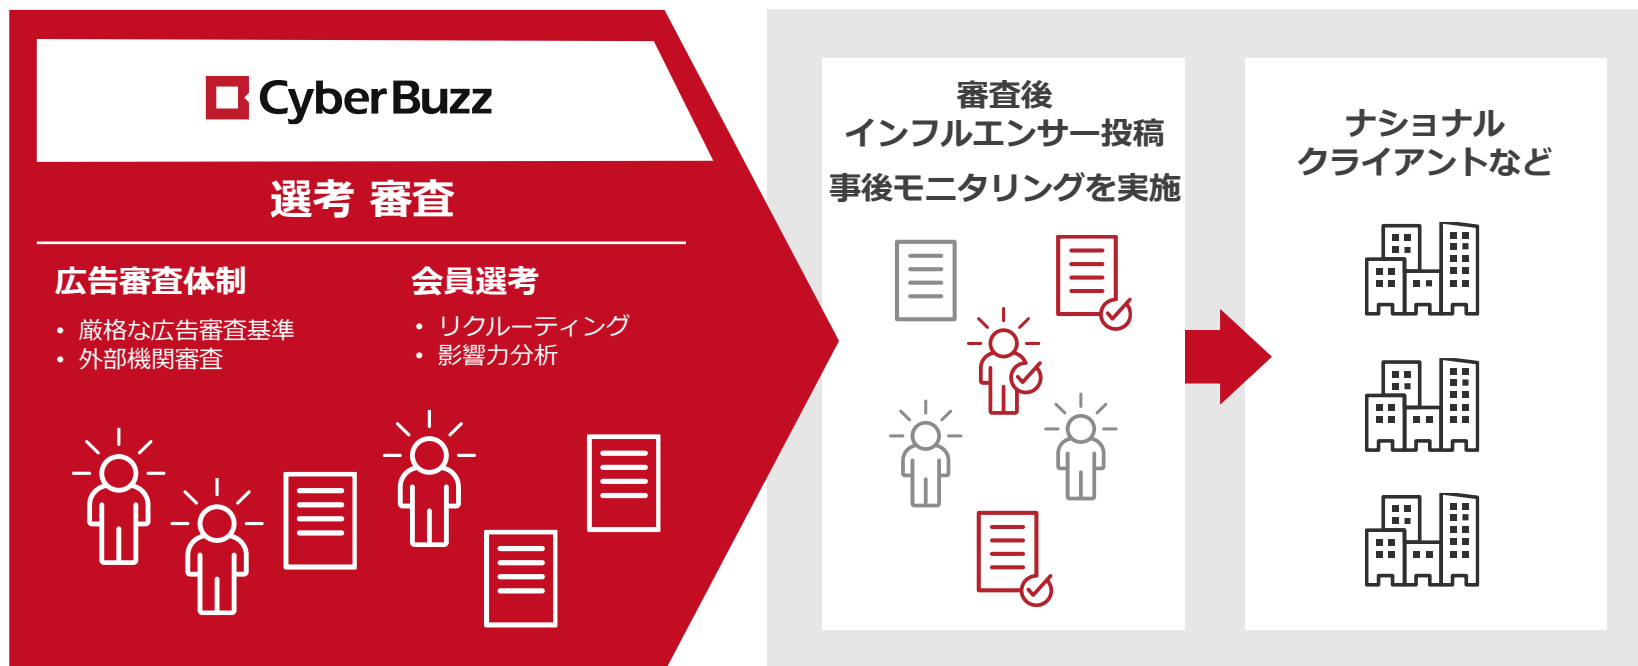 CyberBuzz
選考 審査
広告審査体制
• 厳格な広告審査基準
• 外部機関審査
会員選考
• リクルーティング
• 影響力分析
審査後
インフルエンサー投稿
事後モニタリングを実施
ナショナル
クライアントなど